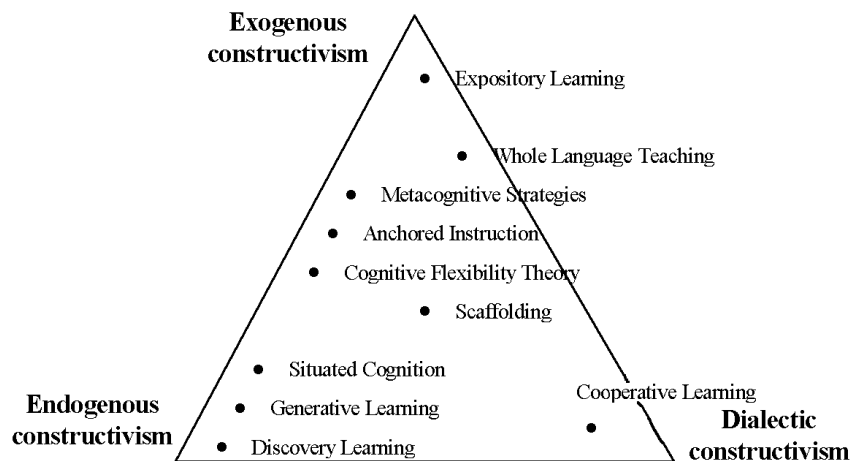 Exogenous
constructivism
Expository Learning
Whole Language Teaching
Metacognitive Strategies
Anchored Instruction
Cognitive Flexibility Theory
Scaffolding
Situated Cognition
Cooperative Learning
Endogenous
constructivism
Generative Learning
Dialectic
constructivism
Discovery Learning